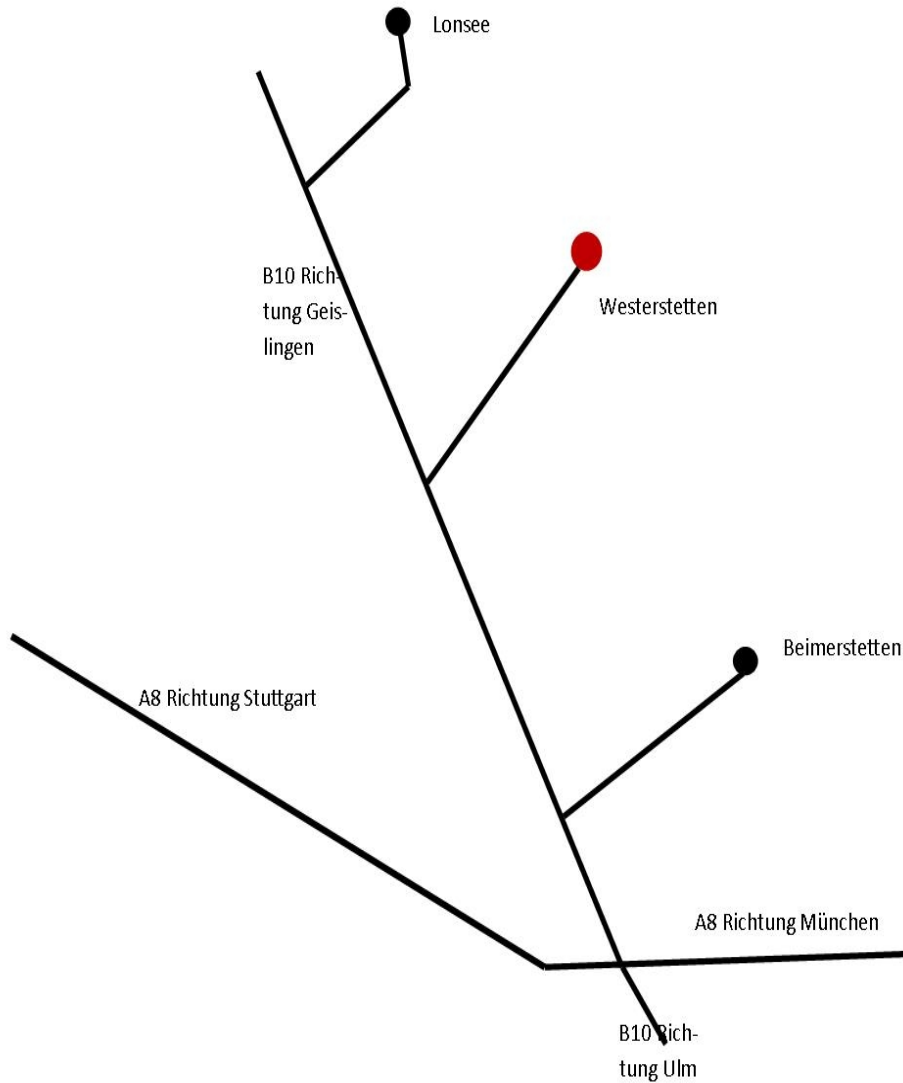 Lonsee
B10 Rich-
tung Geis-
lingen
Westerstetten
Beimerstetten
A8 Richtung Stuttgart
A8 Richtung München
B10 Rich-
tung Ulm